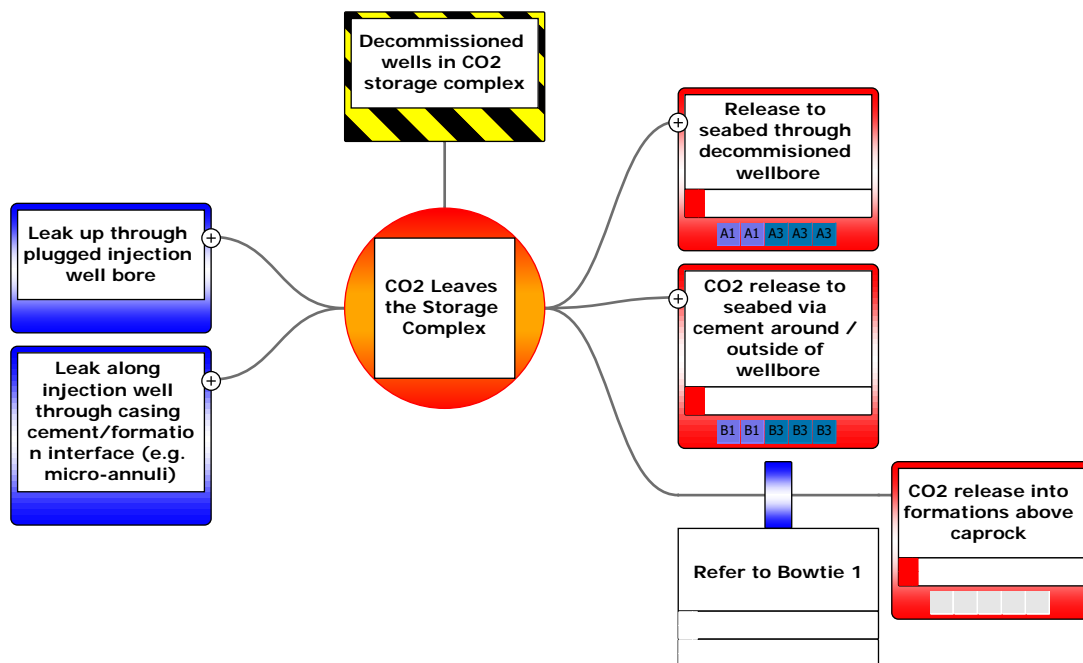 Decommissioned
wells in CO2
storage complex
Leak up through
plugged injection
well bore
Leak along
injection well
through casing
cement/formatio
n interface (e.g.
micro-annuli)
CO2 Leaves
the Storage
Complex
Release to
seabed through
decommisioned
wellbore
A1 A1 A3 A3 A3
CO2 release to
seabed via
cement around /
outside of
wellbore
B1 B1 B3 B3 B3
Refer to Bowtie 1
CO2 release into
formations above
caprock